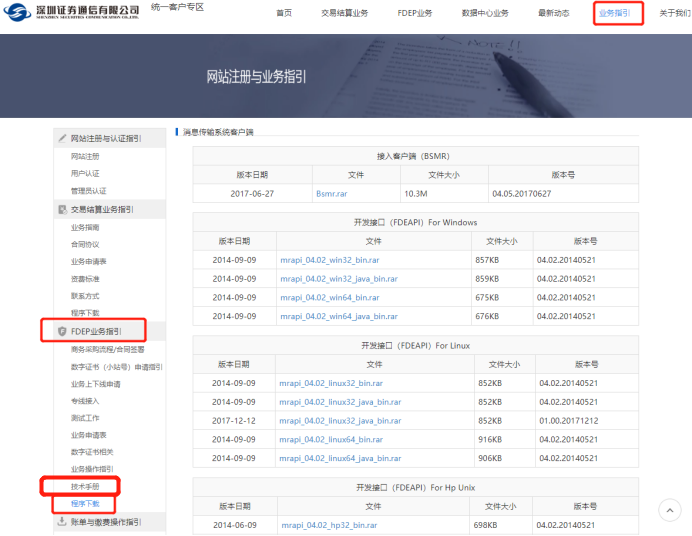 深圳证券通信有限公司 统一客户专区
SHENZHEN SECURITIES COMMUNICATION CO.,LTD.
首页 交易结算业务 FDEP业务 数据中心业务 最新动态 业务指引 关于我们
网站注册与业务指引
网站注册与认证指引
网站注册
用户认证
管理员认证
交易结算业务指引
业务指南
合同协议
业务申请表
资费标准
联系方式
程序下载
FDEP业务指引
商务采购流程/合同签署
数字证书（小站号）申请指引
业务上下线申请
专线接入
测试工作
业务申请表
数字证书相关
业务操作指引
技术手册
程序下载
账单与缴费操作指引
消息传输系统客户端
接入客户端（BSMR）
版本日期 文件 文件大小 版本号
2017-06-27 Bsmr.rar 10.3M 04.05.20170627
开发接口（FDEAPI）For Windows
版本日期 文件 文件大小 版本号
2014-09-09 mrapi_04.02_win32_bin.rar 857KB 04.02.20140521
2014-09-09 mrapi_04.02_win32_java_bin.rar 859KB 04.02.20140521
2014-09-09 mrapi_04.02_win64_bin.rar 675KB 04.02.20140521
2014-09-09 mrapi_04.02_win64_java_bin.rar 676KB 04.02.20140521
开发接口（FDEAPI）For Linux
版本日期 文件 文件大小 版本号
2014-09-09 mrapi_04.02_linux32_bin.rar 852KB 04.02.20140521
2014-09-09 mrapi_04.02_linux32_java_bin.rar 852KB 04.02.20140521
2017-12-12 mrapi_04.02_linux32_java_bin.rar 852KB 01.00.20171212
2014-09-09 mrapi_04.02_linux64_bin.rar 916KB 04.02.20140521
2014-09-09 mrapi_04.02_linux64_java_bin.rar 906KB 04.02.20140521
开发接口（FDEAPI）For Hp Unix
版本日期 文件 文件大小 版本号
2014-06-09 mrapi_04.02_hp32_bin.rar 698KB 04.02.20140521